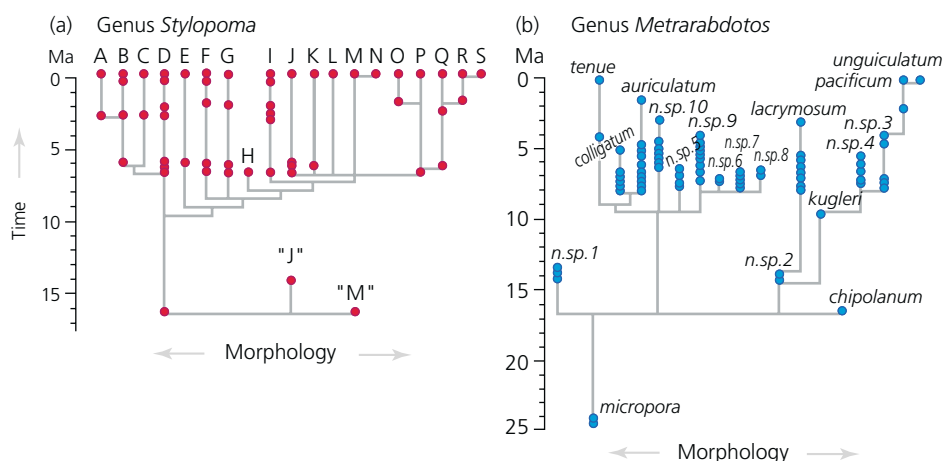 (a) Genus Stylopoma
Ma A B C D E F G I J K L M N O P Q R S
0
5
10
15
H
"J"
"M"
Time
Morphology
(b) Genus Metrarabdotos
Ma
0
5
10
15
20
25
tenue
unguiculatum
pacificum
auriculatum
n.sp.10
lacrymosum
n.sp.9
n.sp.3
colligatum
n.sp.5
n.sp.7
n.sp.6
n.sp.8
n.sp.4
kugleri
n.sp.1
n.sp.2
chipolanum
micropora
Morphology